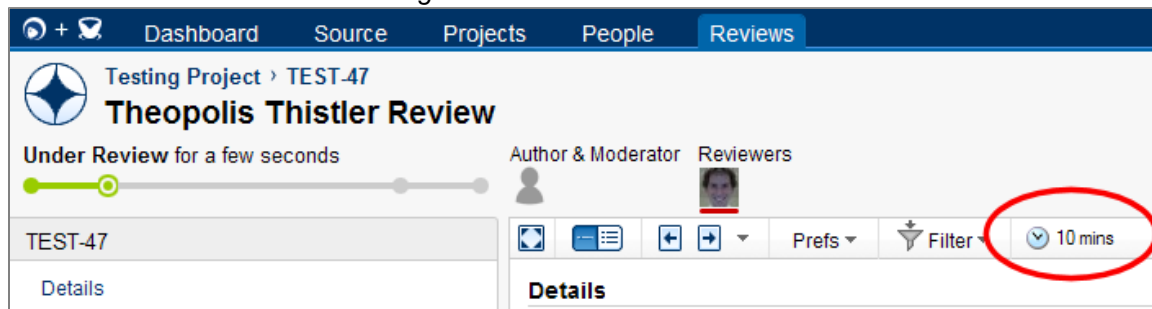 + Dashboard Source Projects People Reviews
Testing Project › TEST-47
Theopolis Thistler Review
Under Review for a few seconds
Author & Moderator Reviewers
TEST-47
Prefs Filter 10 mins
Details
Details